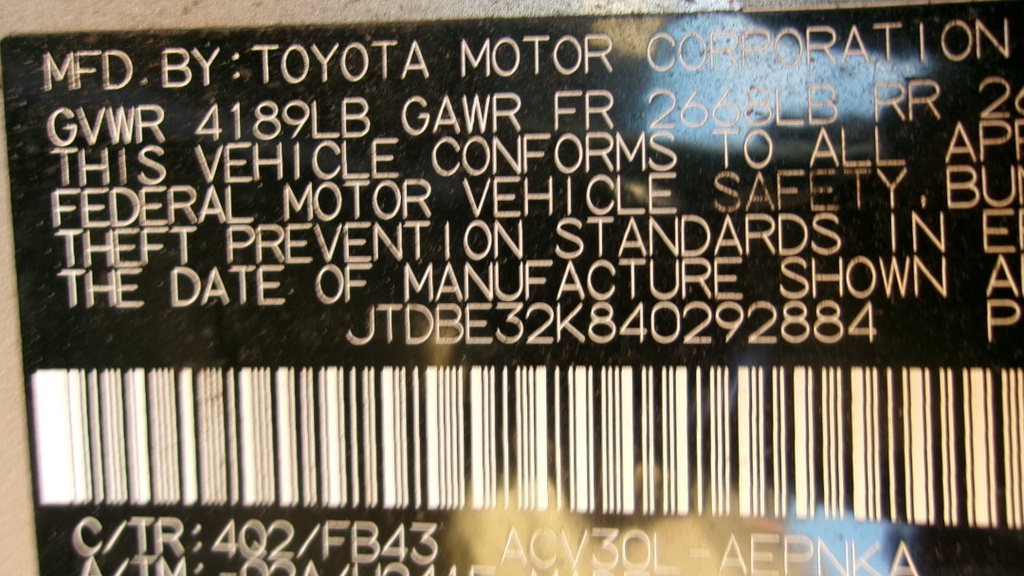 MFD. BY: TOYOTA MOTOR CORPORATION
GVWR 4189LB GAWR FR 2668LB RR
THIS VEHICLE CONFORMS TO ALL
FEDERAL MOTOR VEHICLE SAFETY,
THEFT PREVENTION STANDARDS IN
THE DATE OF MANUFACTURE SHOWN
JTDBE32K840292884
C/TR: 4Q2/FB43 ACV30L-AEPNKA